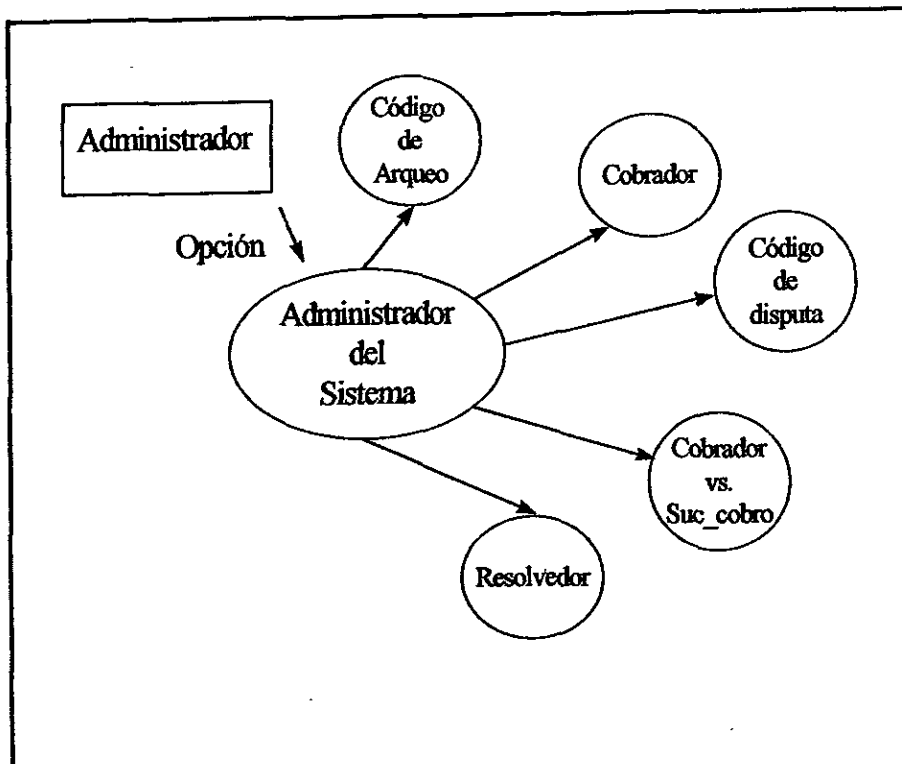 Administrador
Código
de
Arqueo
Cobrador
Opción
Código
de
disputa
Administrador
del
Sistema
Cobrador
vs.
Suc_cobro
Resolvedor